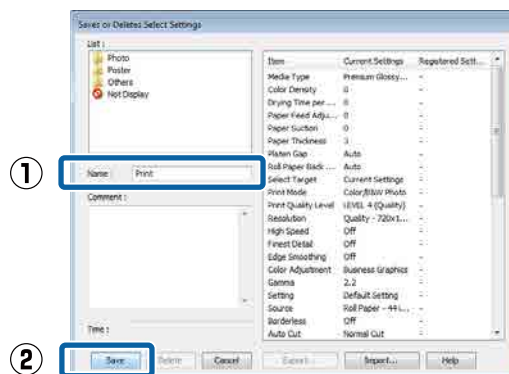 Saves or Deletes Select Settings
List :
Photo
Poster
Others
Not Display
① Name : Print
Comment :
Time :
Item Current Settings Registered Sett...
Media Type Premium Glossy... -
Color Density 0 -
Drying Time per ... 0 -
Paper Feed Adju... 0 -
Paper Suction 0 -
Paper Thickness 3 -
Platen Gap Auto -
Roll Paper Back ... Auto -
Select Target Current Settings -
Print Mode Color/B&W Photo -
Print Quality Level LEVEL 4 (Quality) -
Resolution Quality - 720x1... -
High Speed Off -
Finest Detail Off -
Edge Smoothing Off -
Color Adjustment Business Graphics -
Gamma 2.2 -
Setting Default Setting -
Source Roll Paper - 44 i... -
Borderless Off -
Auto Cut Normal Cut -
② Save Delete Cancel Export... Import... Help